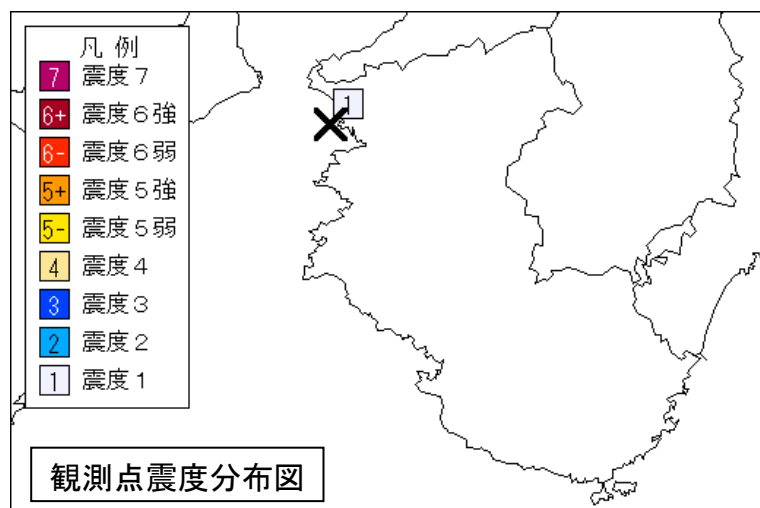 凡 例
7 震度７
6+ 震度６強
6- 震度６弱
5+ 震度５強
5- 震度５弱
4 震度４
3 震度３
2 震度２
1 震度１
1
観測点震度分布図